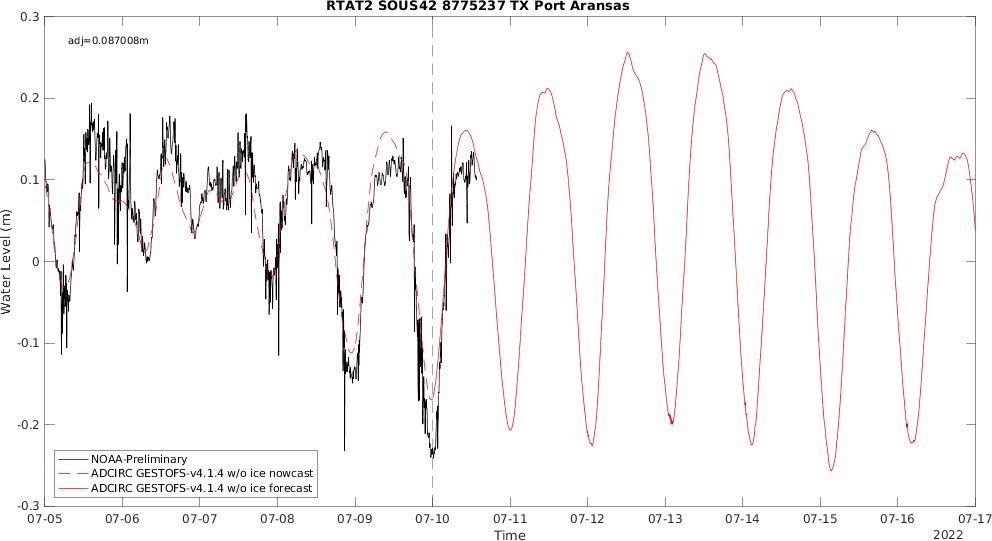 RTAT2 SOUS42 8775237 TX Port Aransas
adj=0.087008m
0.3
0.2
0.1
0
-0.1
-0.2
-0.3
Water Level (m)
NOAA-Preliminary
ADCIRC GESTOFS-v4.1.4 w/o ice nowcast
ADCIRC GESTOFS-v4.1.4 w/o ice forecast
07-05 07-06 07-07 07-08 07-09 07-10 07-11 07-12 07-13 07-14 07-15 07-16 07-17
Time
2022